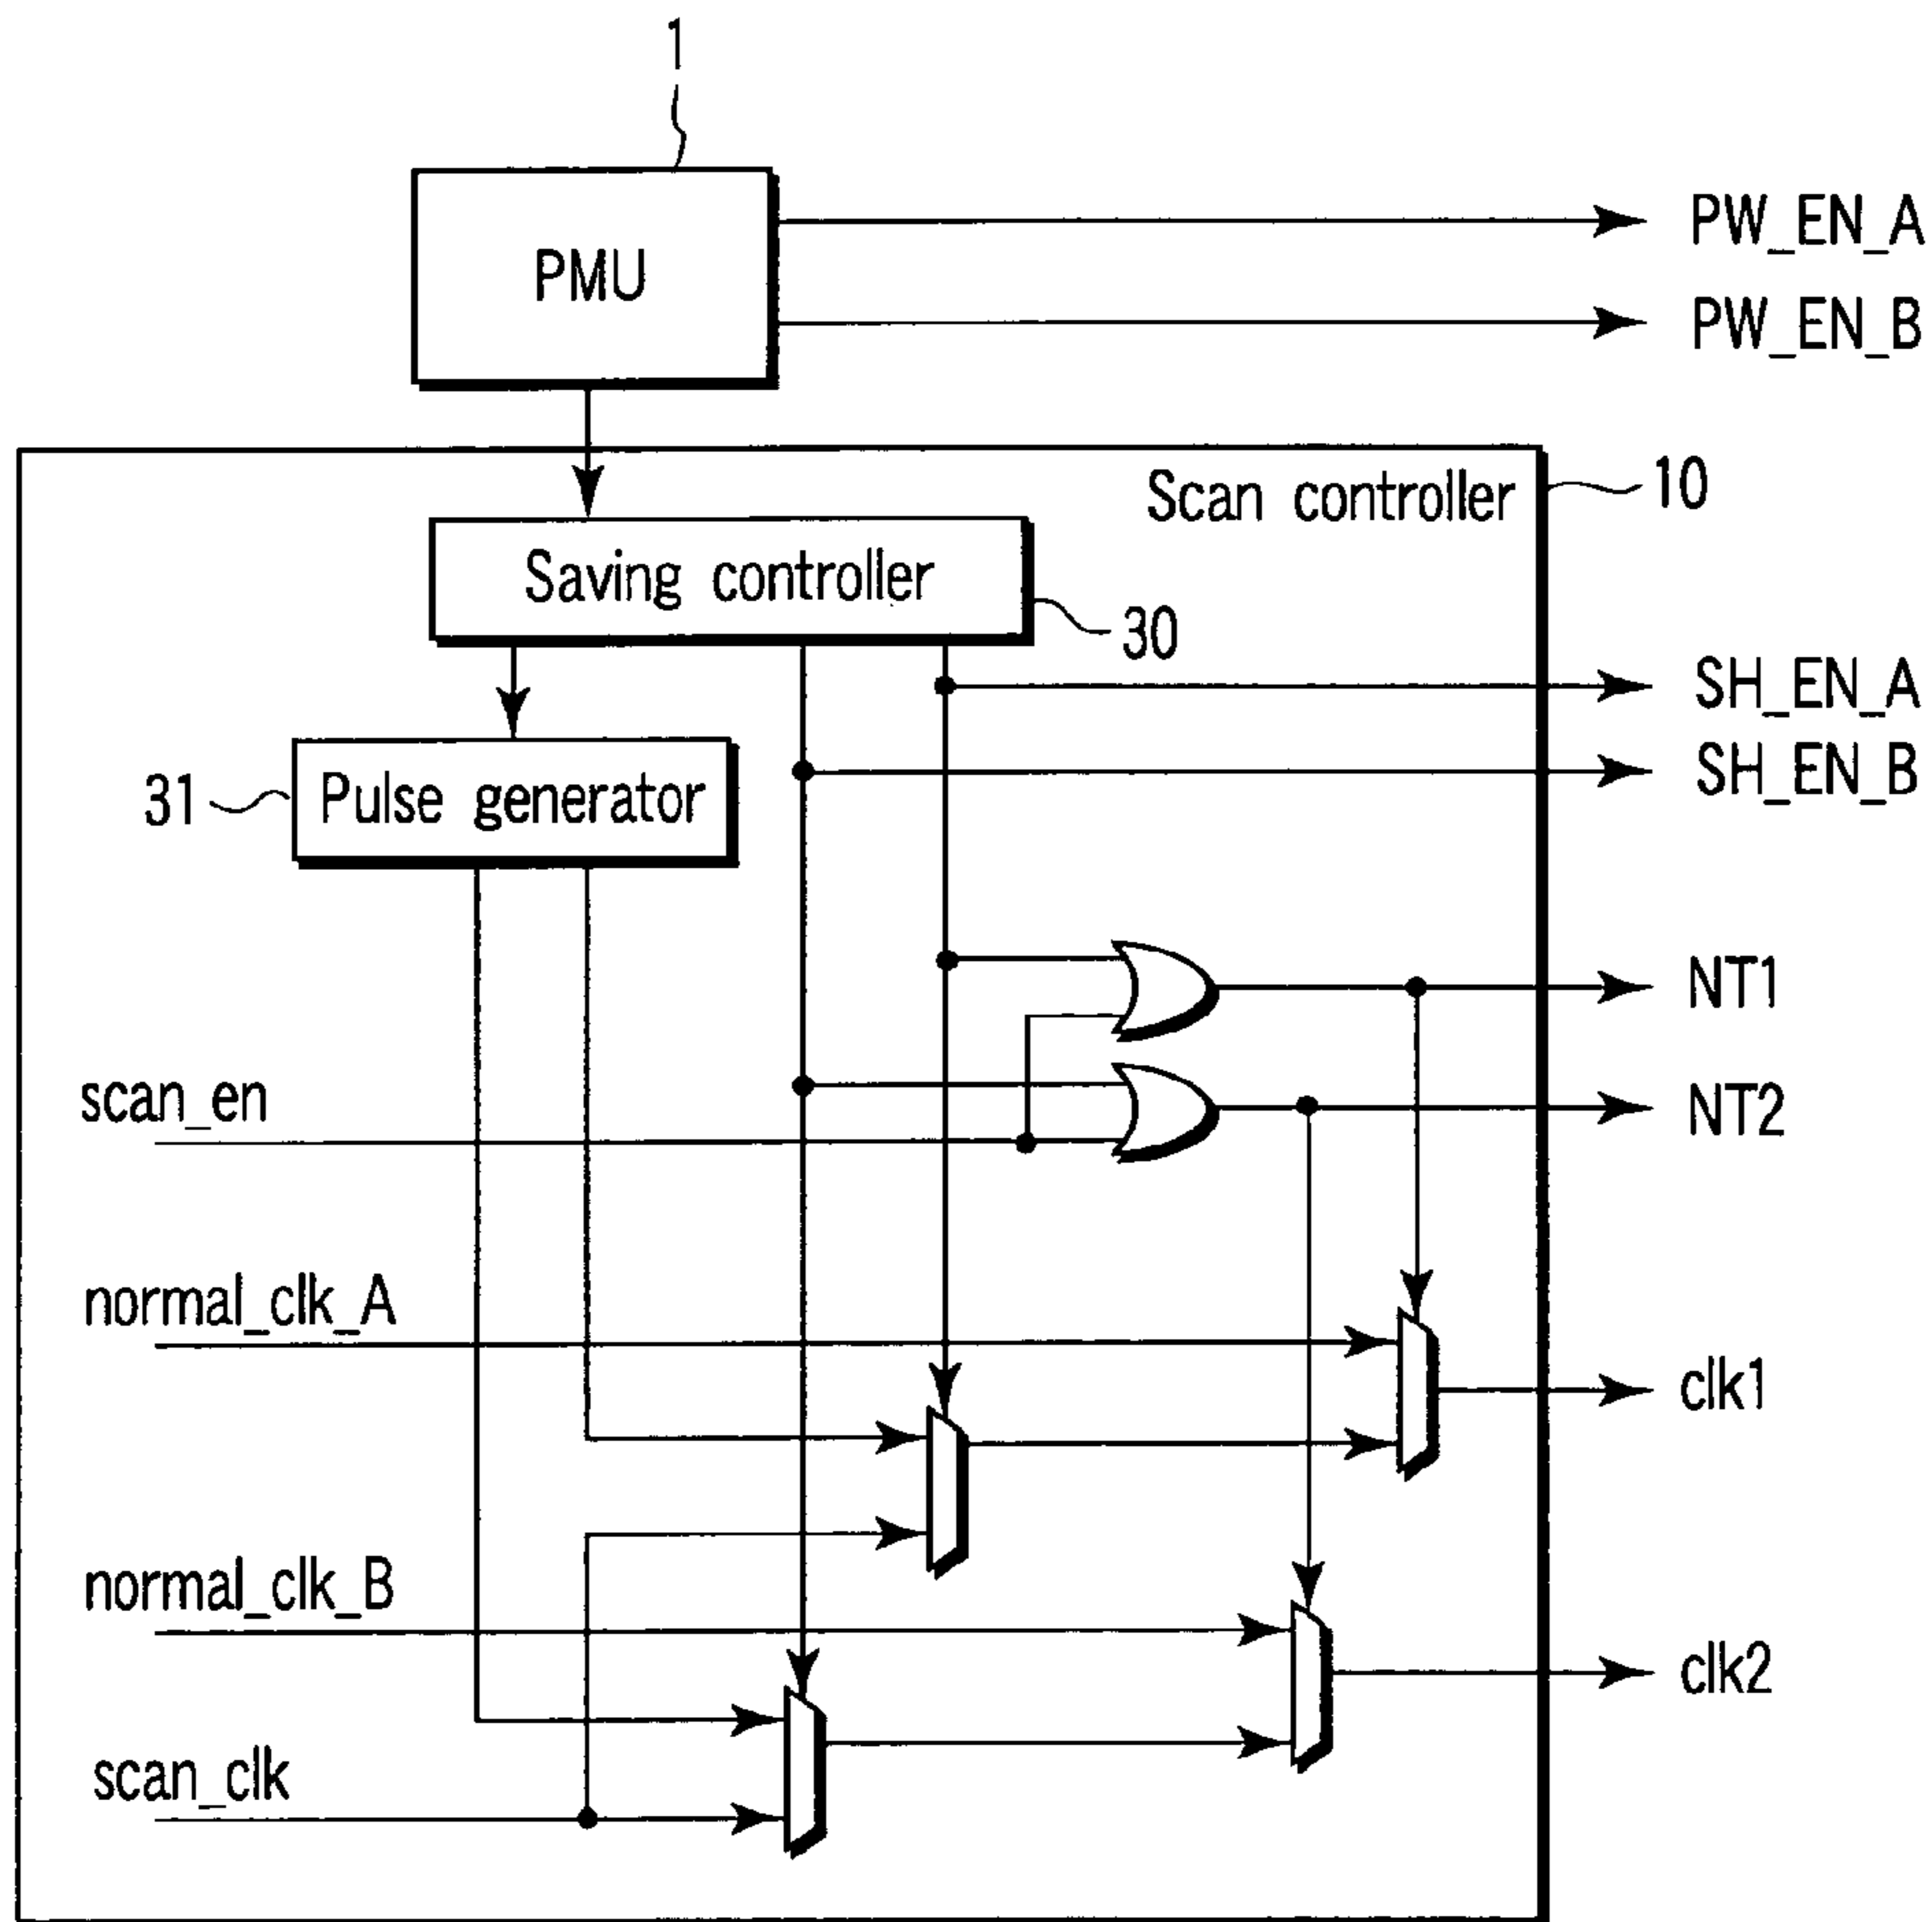 1
PMU
PW_EN_A
PW_EN_B
Scan controller
10
Saving controller
30
SH_EN_A
SH_EN_B
31
Pulse generator
NT1
scan_en
NT2
normal_clk_A
clk1
normal_clk_B
clk2
scan_clk